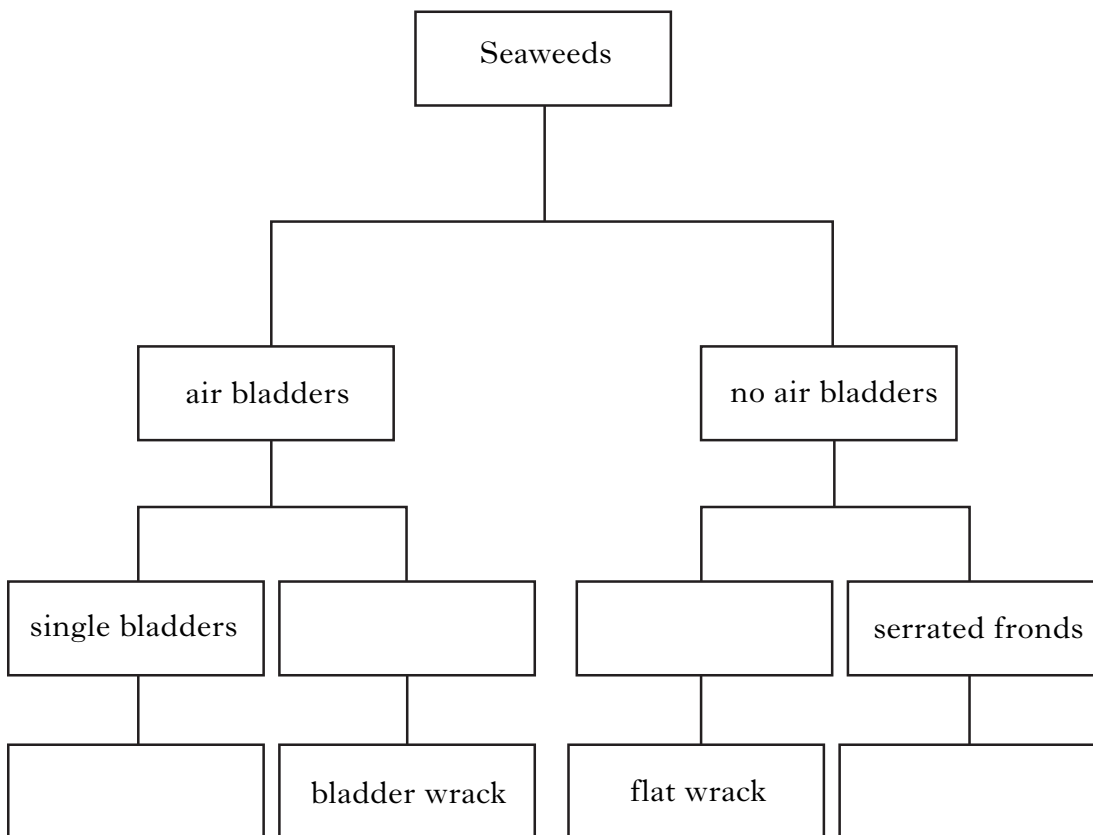 Seaweeds
air bladders
no air bladders
single bladders
serrated fronds
bladder wrack
flat wrack